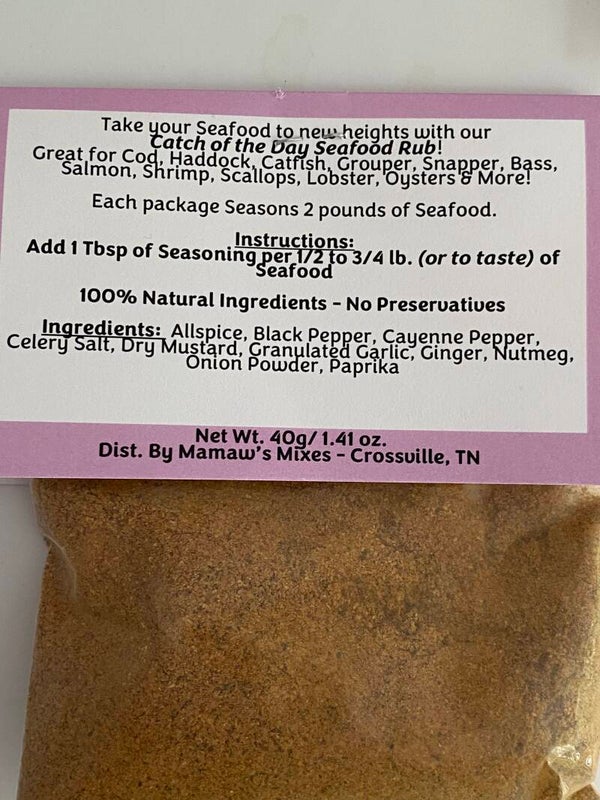 Take your Seafood to new heights with our
Catch of the Day Seafood Rub!
Great for Cod, Haddock, Catfish, Grouper, Snapper, Bass,
Salmon, Shrimp, Scallops, Lobster, Oysters & More!
Each package Seasons 2 pounds of Seafood.
Instructions:
Add 1 Tbsp of Seasoning per 1/2 to 3/4 lb. (or to taste) of
Seafood
100% Natural Ingredients - No Preservatives
Ingredients: Allspice, Black Pepper, Cayenne Pepper,
Celery Salt, Dry Mustard, Granulated Garlic, Ginger, Nutmeg,
Onion Powder, Paprika
Net Wt. 40g/ 1.41 oz.
Dist. By Mamaw's Mixes - Crossville, TN